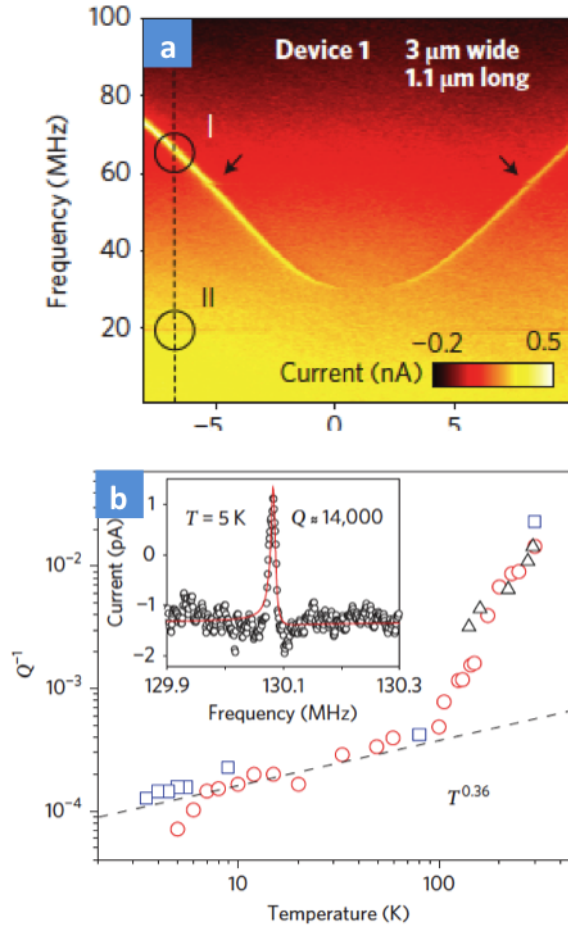 a
Device 1
3 μm wide
1.1 μm long
Frequency (MHz)
100
80
60
40
20
I
II
−0.2
0.5
Current (nA)
−5
0
5
b
T = 5 K
Q ≈ 14,000
Current (pA)
1
0
−1
−2
129.9
130.1
130.3
Frequency (MHz)
Q⁻¹
10⁻²
10⁻³
10⁻⁴
T⁰·³⁶
10
100
Temperature (K)